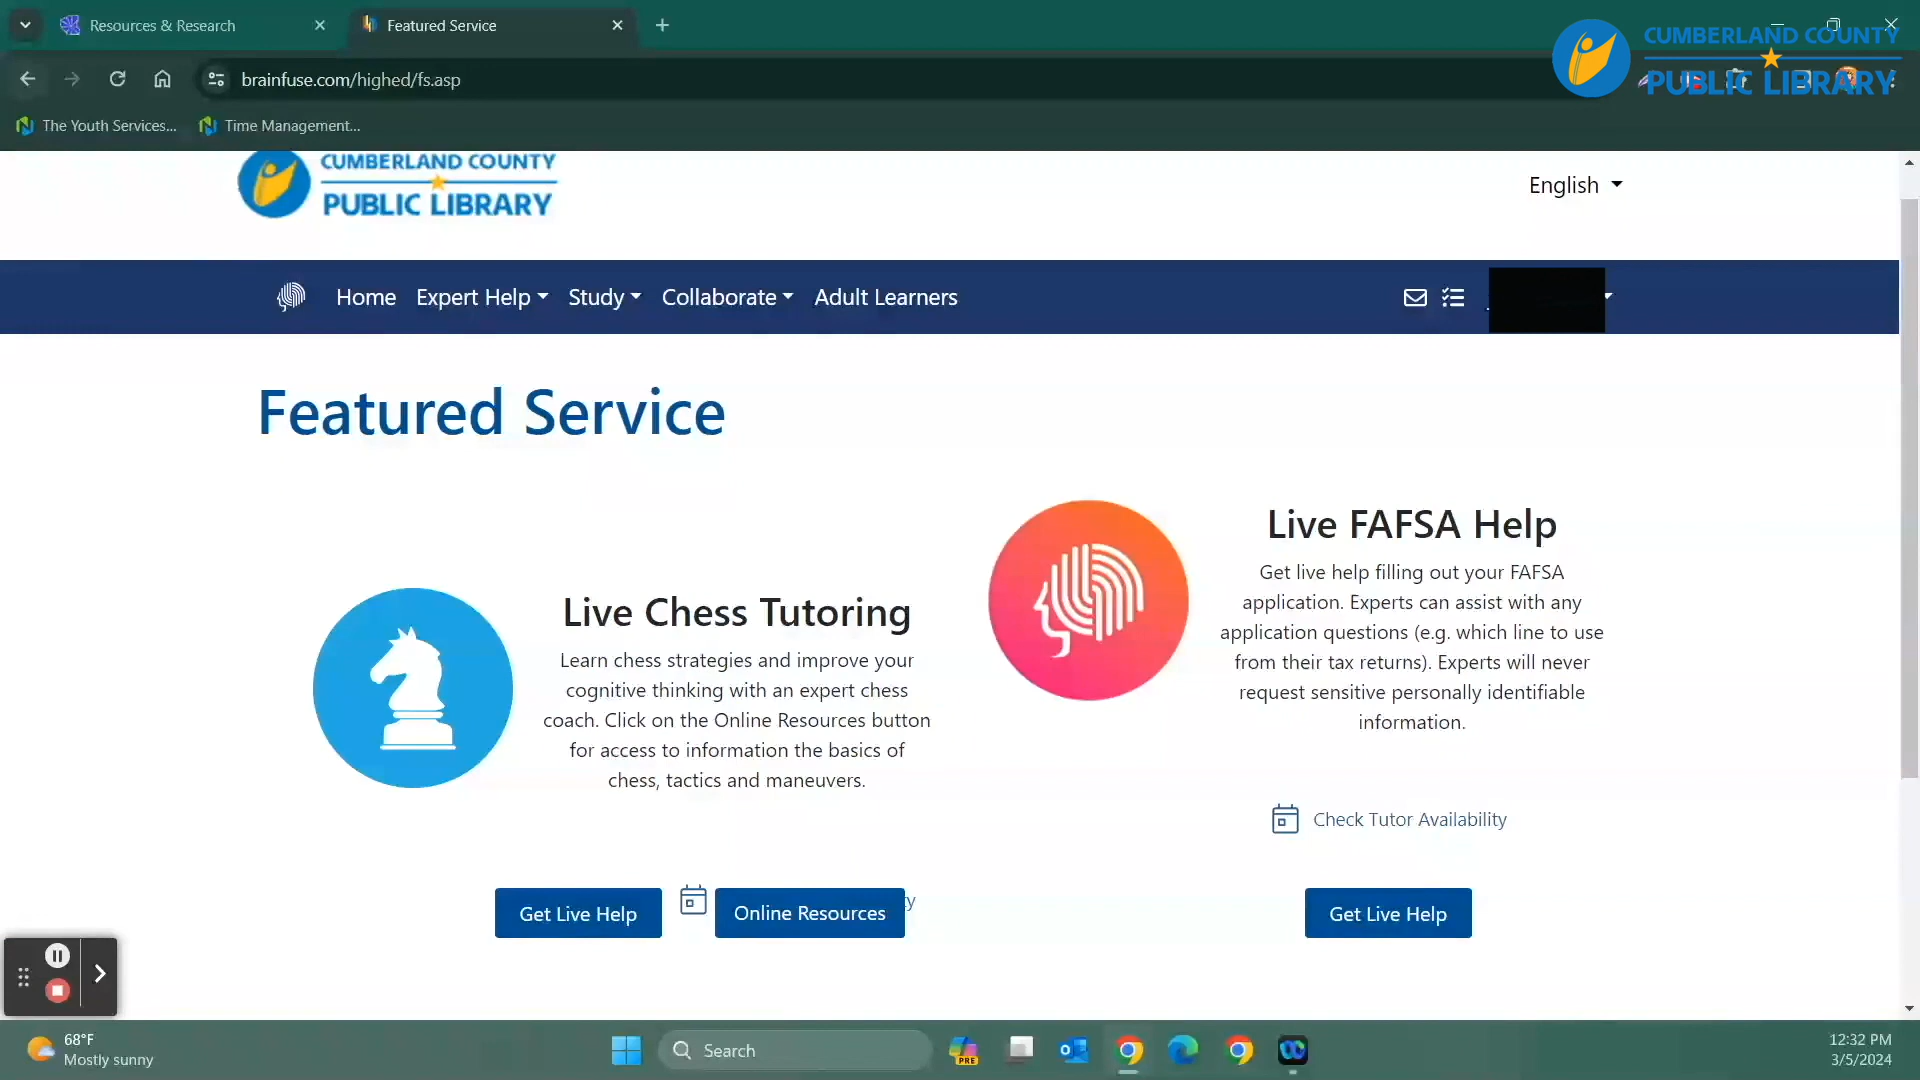 Resources & Research
Featured Service
CUMBERLAND COUNTY
PUBLIC LIBRARY
brainfuse.com/highed/fs.asp
The Youth Services...
Time Management...
CUMBERLAND COUNTY
PUBLIC LIBRARY
English
Home Expert Help Study Collaborate Adult Learners
Featured Service
Live Chess Tutoring
Learn chess strategies and improve your
cognitive thinking with an expert chess
coach. Click on the Online Resources button
for access to information the basics of
chess, tactics and maneuvers.
Get Live Help
Online Resources
Live FAFSA Help
Get live help filling out your FAFSA
application. Experts can assist with any
application questions (e.g. which line to use
from their tax returns). Experts will never
request sensitive personally identifiable
information.
Check Tutor Availability
Get Live Help
68°F
Mostly sunny
Search
PRE
12:32 PM
3/5/2024